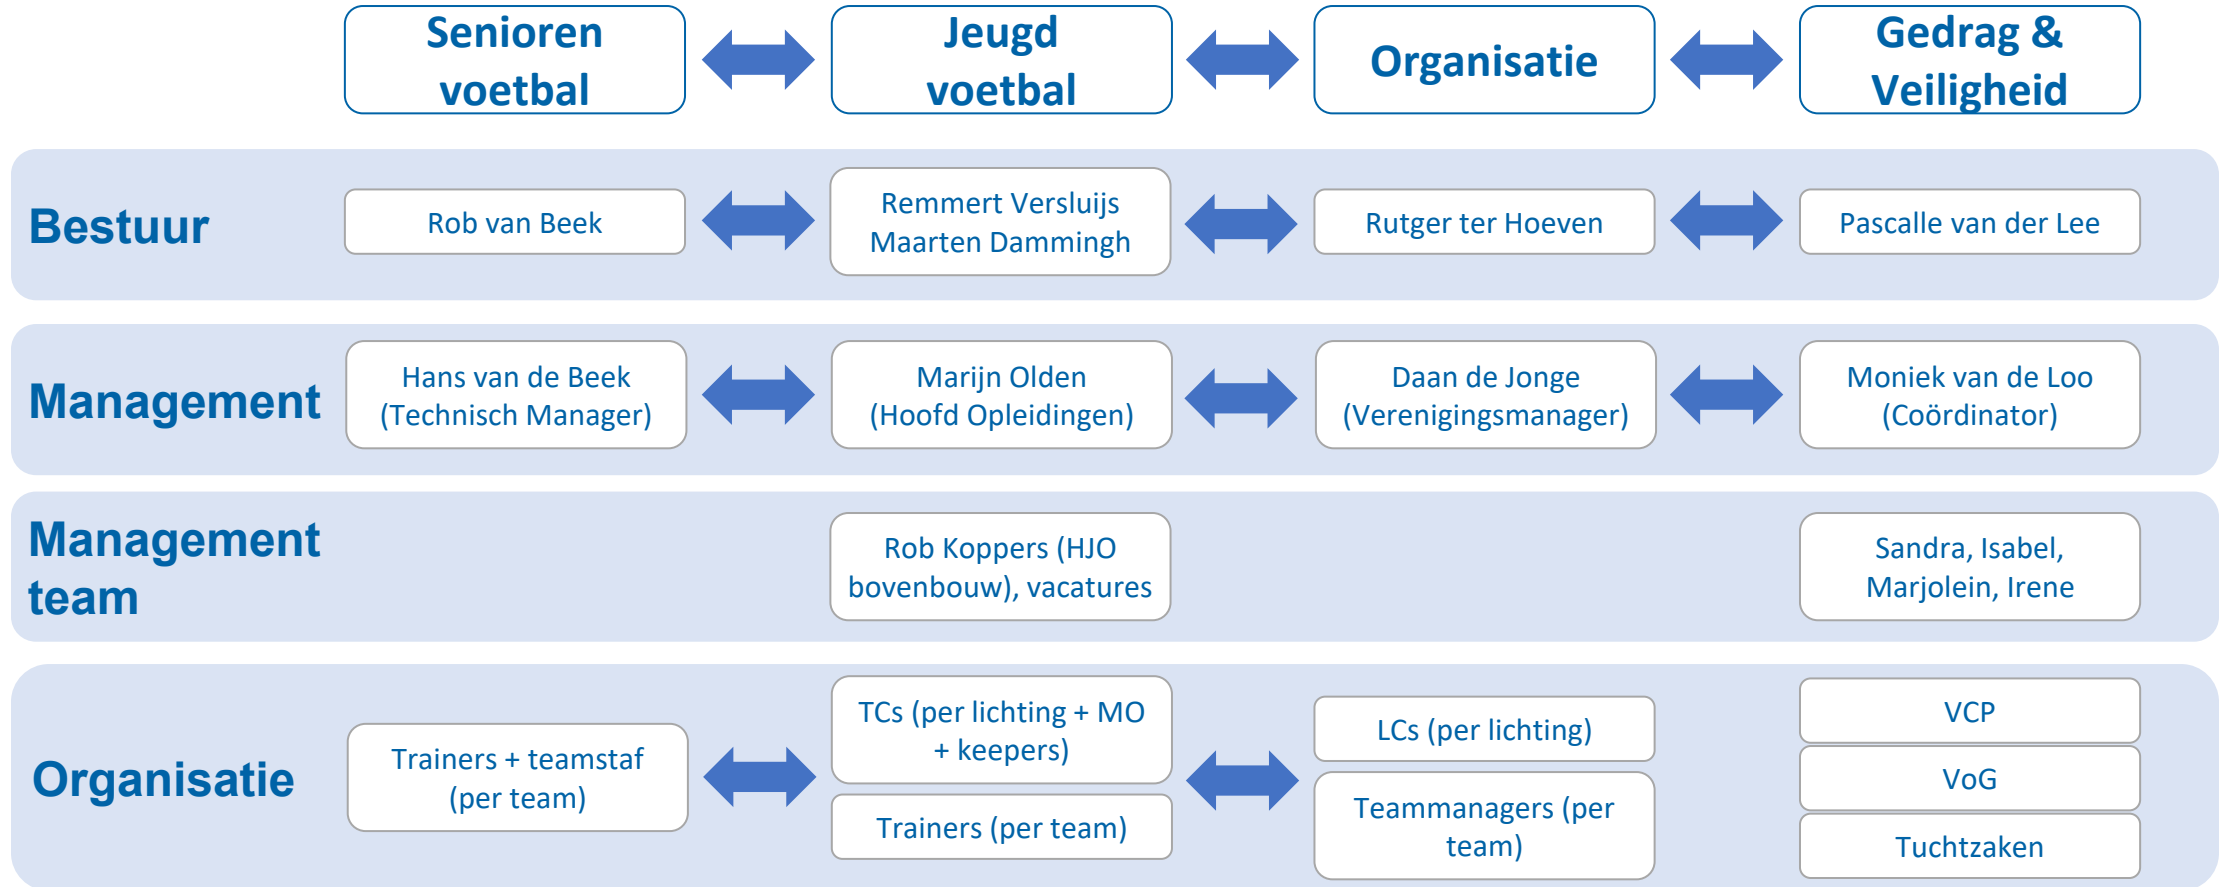 Senioren
voetbal
Jeugd
voetbal
Organisatie
Gedrag &
Veiligheid
Bestuur
Rob van Beek
Remmert Versluijs
Maarten Dammingh
Rutger ter Hoeven
Pascalle van der Lee
Management
Hans van de Beek
(Technisch Manager)
Marijn Olden
(Hoofd Opleidingen)
Daan de Jonge
(Verenigingsmanager)
Moniek van de Loo
(Coördinator)
Management
team
Rob Koppers (HJO
bovenbouw), vacatures
Sandra, Isabel,
Marjolein, Irene
Organisatie
Trainers + teamstaf
(per team)
TCs (per lichting + MO
+ keepers)
Trainers (per team)
LCs (per lichting)
Teammanagers (per
team)
VCP
VoG
Tuchtzaken